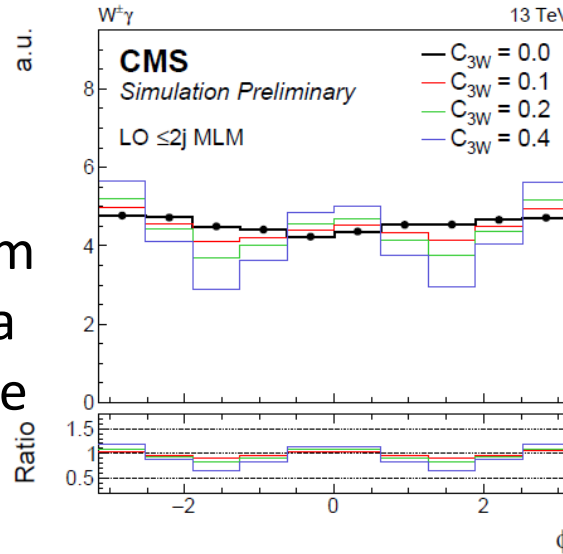 W±γ 13 TeV
a.u.
CMS
Simulation Preliminary
LO ≤2j MLM
C3W = 0.0
C3W = 0.1
C3W = 0.2
C3W = 0.4
8
6
4
2
0
m
a
e
Ratio
1.5
1
0.5
−2 0 2
ϕ